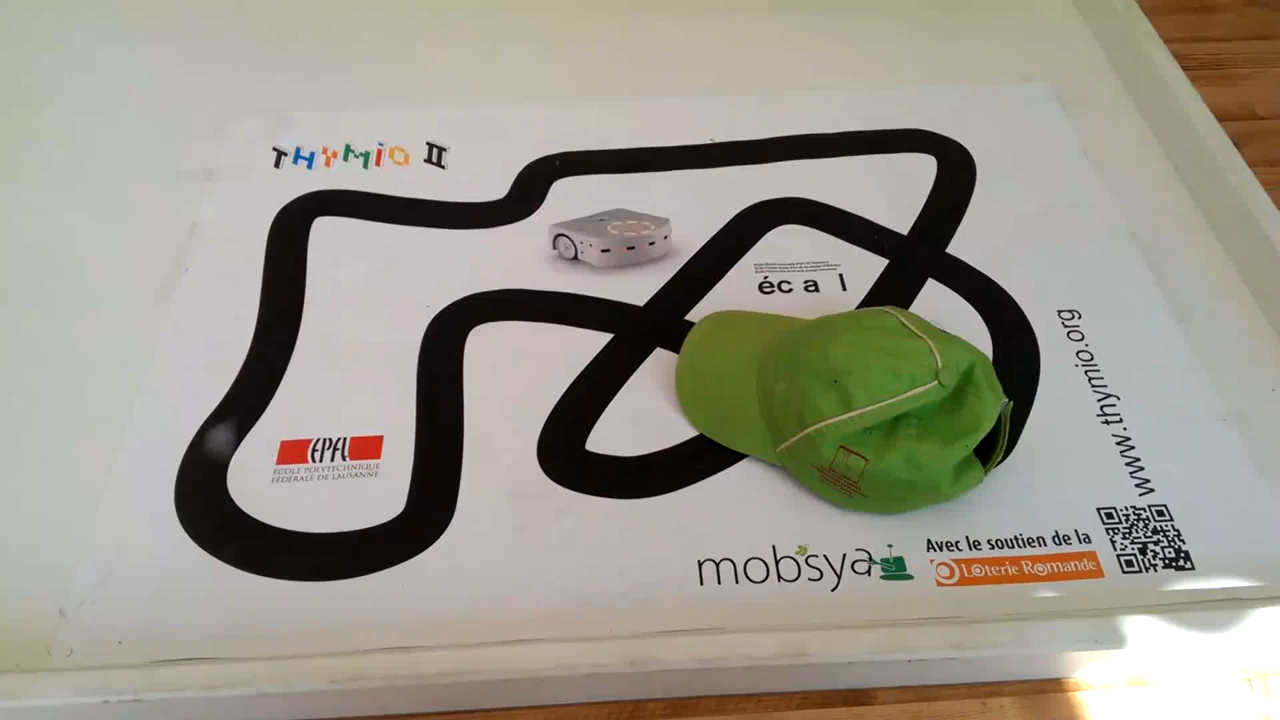 THYMIO II
éc a l
EPFL
ÉCOLE POLYTECHNIQUE
FÉDÉRALE DE LAUSANNE
www.thymio.org
mobsya
Avec le soutien de la
Loterie Romande